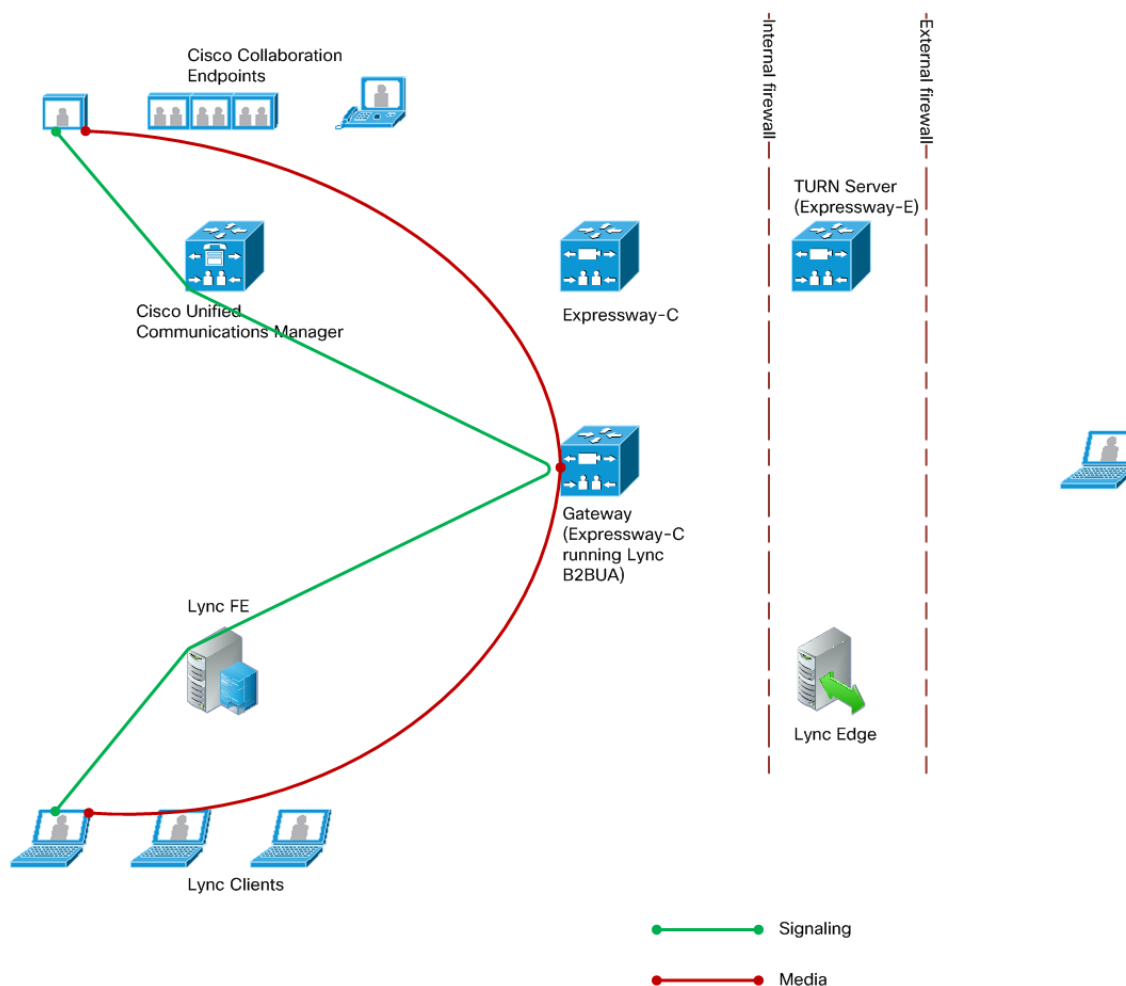 Cisco Collaboration
Endpoints
Internal firewall
External firewall
TURN Server
(Expressway-E)
Cisco Unified
Communications Manager
Expressway-C
Gateway
(Expressway-C
running Lync
B2BUA)
Lync FE
Lync Edge
Lync Clients
Signaling
Media